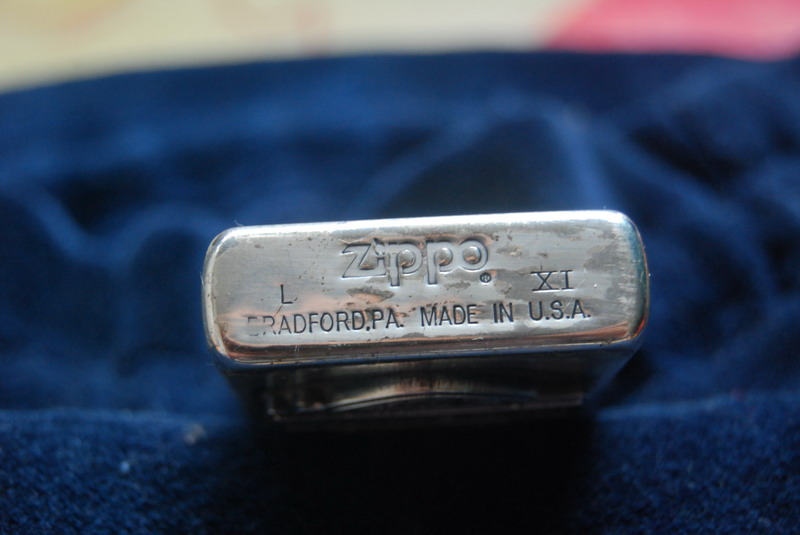 Zippo®
L XI
BRADFORD,PA. MADE IN U.S.A.